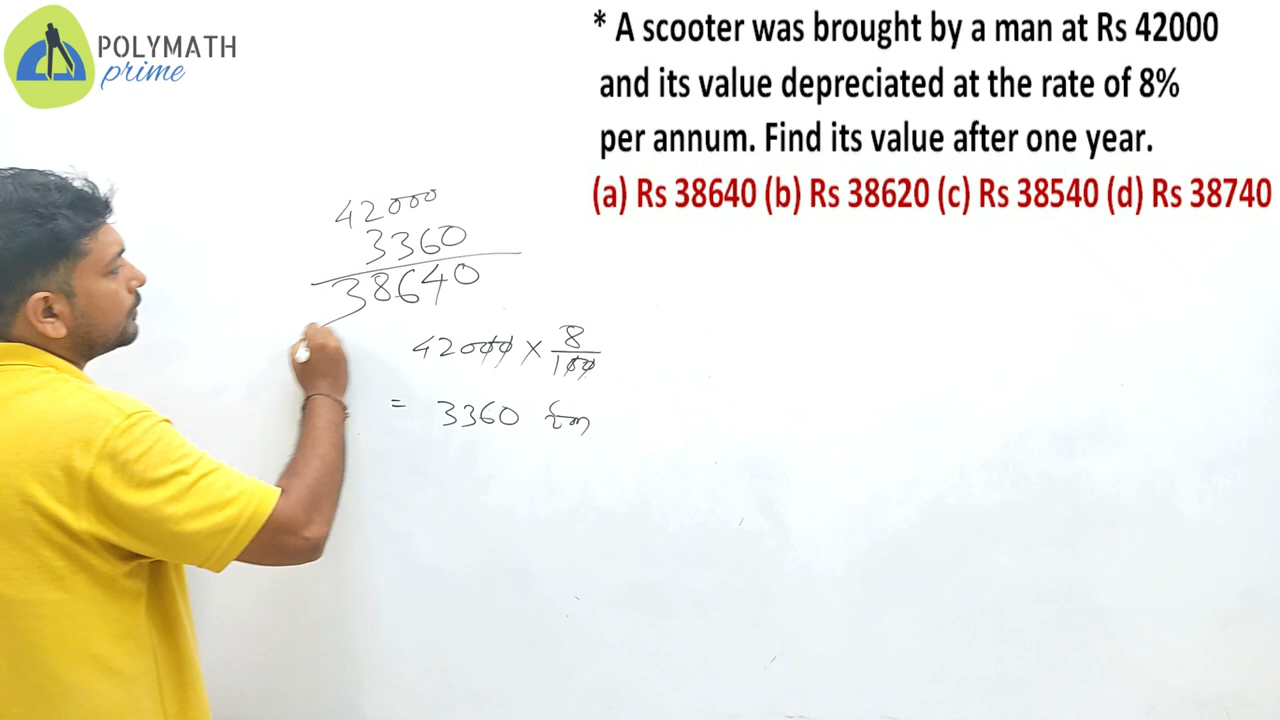 POLYMATH
prime
* A scooter was brought by a man at Rs 42000
and its value depreciated at the rate of 8%
per annum. Find its value after one year.
(a) Rs 38640 (b) Rs 38620 (c) Rs 38540 (d) Rs 38740
42000
3360
38640
42000 × 8/100
= 3360